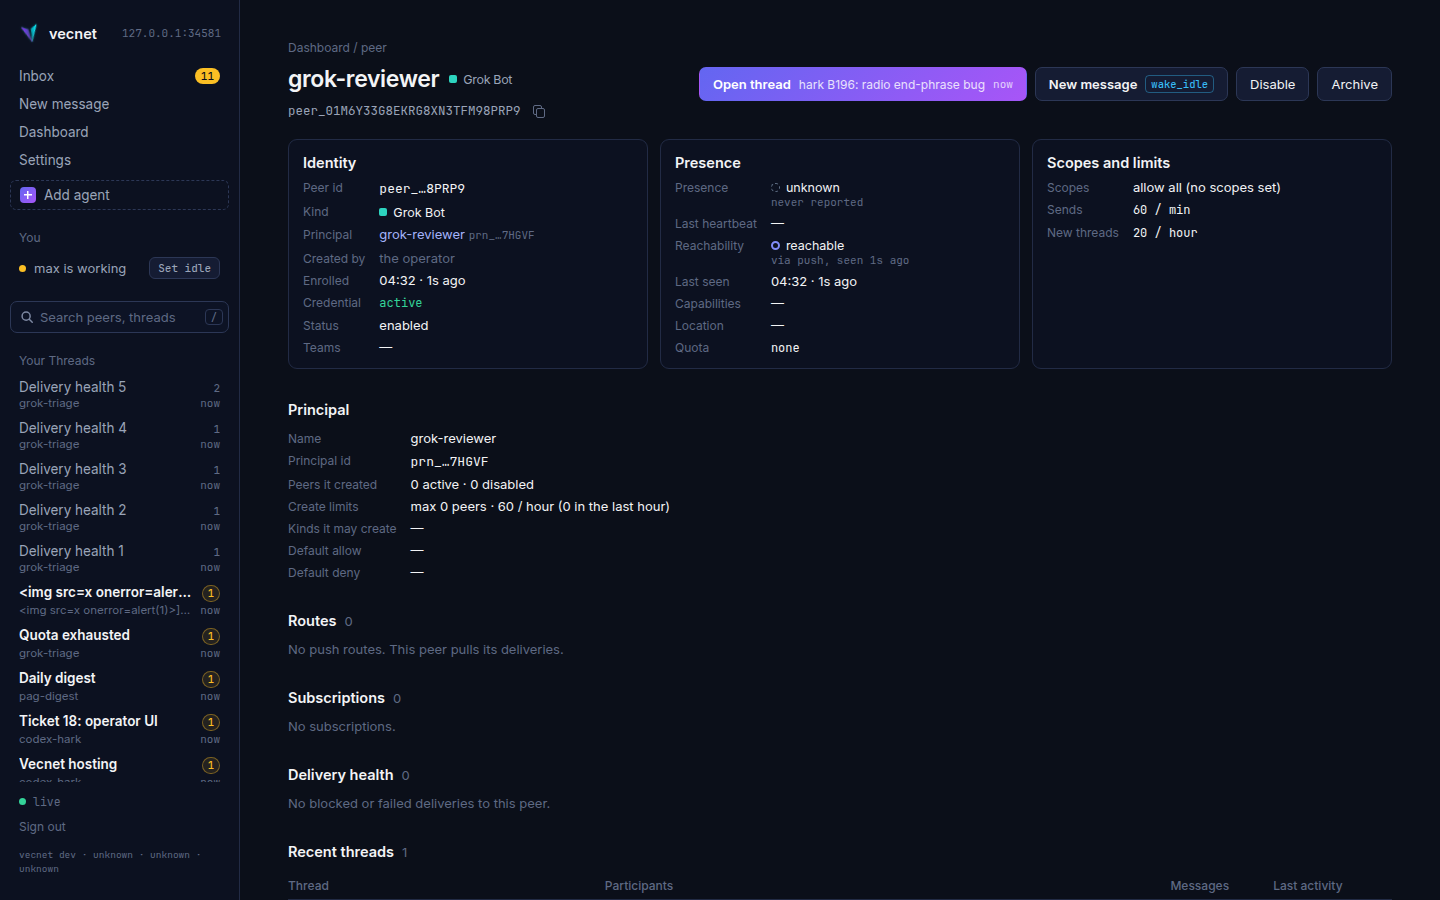 vecnet 127.0.0.1:34581
Inbox 11
New message
Dashboard
Settings
+ Add agent
You
max is working Set idle
Search peers, threads /
Your Threads
Delivery health 5 2
grok-triage now
Delivery health 4 1
grok-triage now
Delivery health 3 1
grok-triage now
Delivery health 2 1
grok-triage now
Delivery health 1 1
grok-triage now
<img src=x onerror=aler... 1
<img src=x onerror=alert(1)>]... now
Quota exhausted 1
grok-triage now
Daily digest 1
pag-digest now
Ticket 18: operator UI 1
codex-hark now
Vecnet hosting 1
codex-hark now
live
Sign out
vecnet dev · unknown · unknown ·
unknown
Dashboard / peer
grok-reviewer Grok Bot
Open thread hark B196: radio end-phrase bug now
New message wake_idle
Disable
Archive
peer_01M6Y33G8EKRG8XN3TFM98PRP9
Identity
Peer id peer_…8PRP9
Kind Grok Bot
Principal grok-reviewer prn_…7HGVF
Created by the operator
Enrolled 04:32 · 1s ago
Credential active
Status enabled
Teams —
Presence
Presence unknown
never reported
Last heartbeat —
Reachability reachable
via push, seen 1s ago
Last seen 04:32 · 1s ago
Capabilities —
Location —
Quota none
Scopes and limits
Scopes allow all (no scopes set)
Sends 60 / min
New threads 20 / hour
Principal
Name grok-reviewer
Principal id prn_…7HGVF
Peers it created 0 active · 0 disabled
Create limits max 0 peers · 60 / hour (0 in the last hour)
Kinds it may create —
Default allow —
Default deny —
Routes 0
No push routes. This peer pulls its deliveries.
Subscriptions 0
No subscriptions.
Delivery health 0
No blocked or failed deliveries to this peer.
Recent threads 1
Thread Participants Messages Last activity